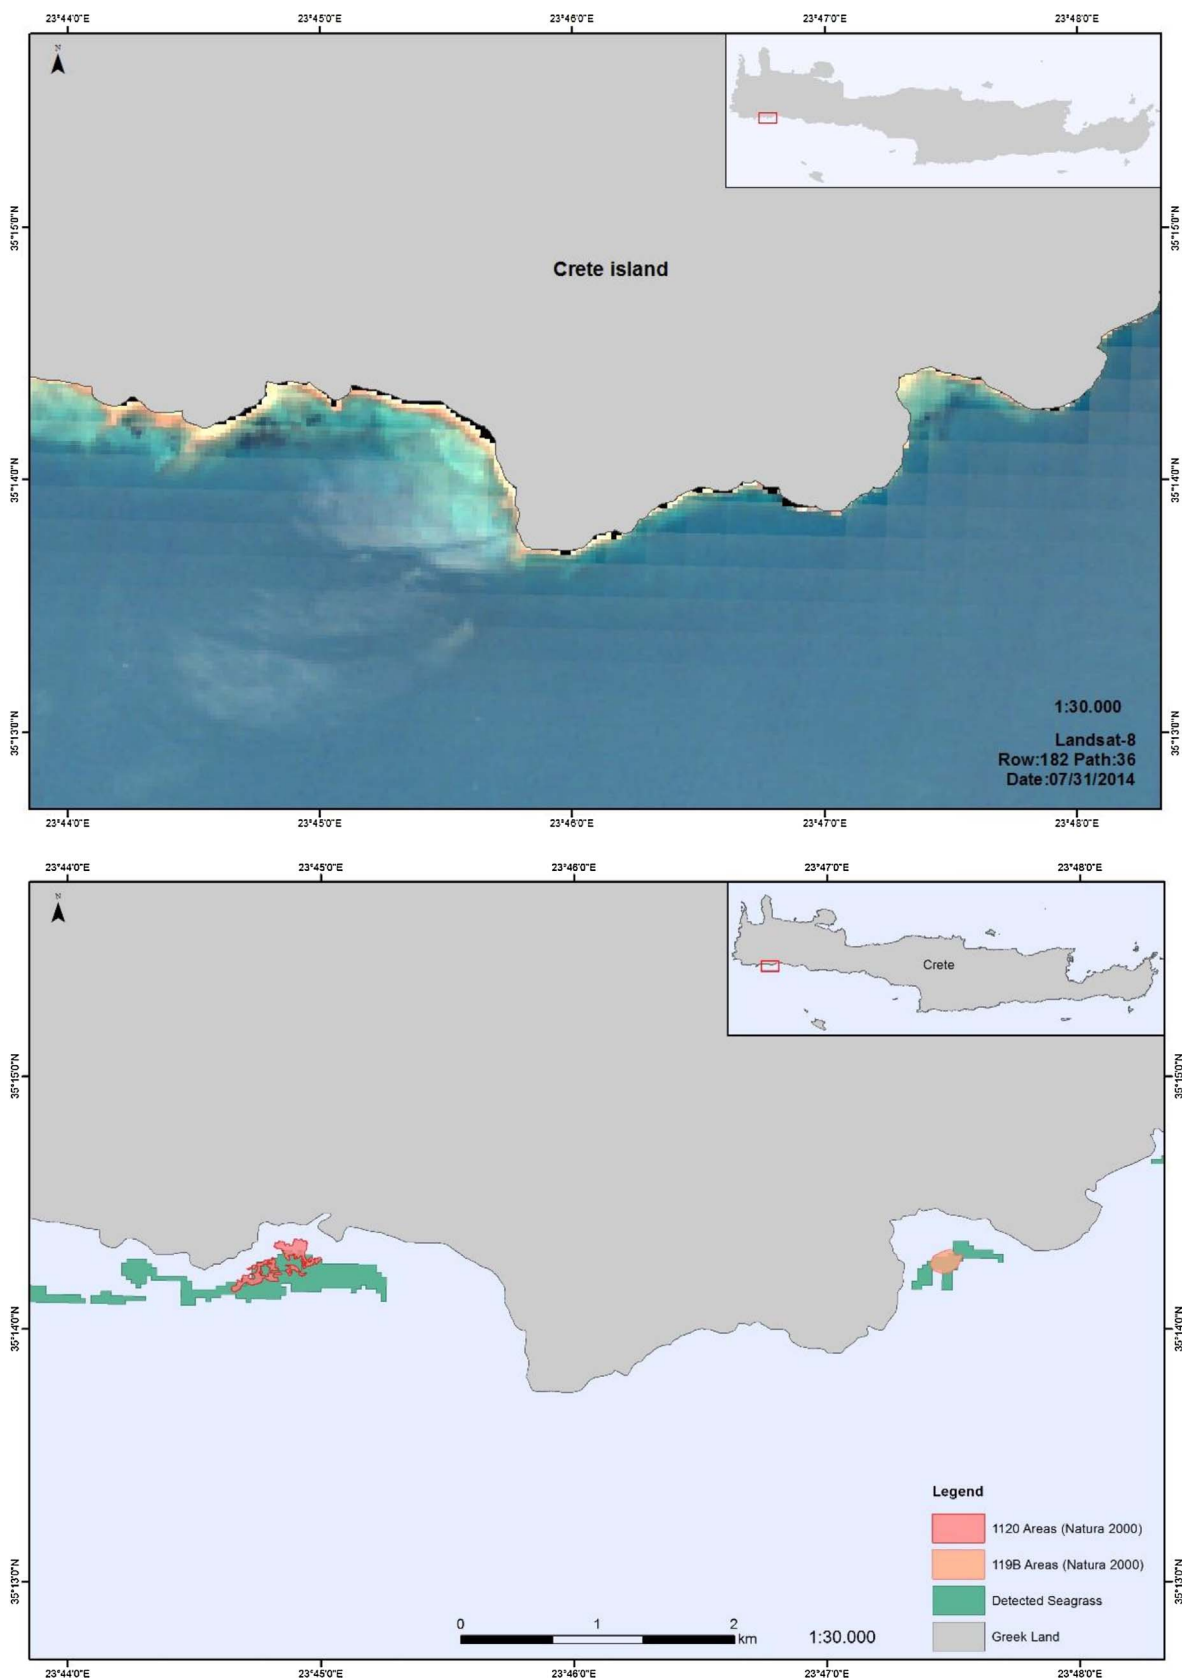 23°44'0"E 23°45'0"E 23°46'0"E 23°47'0"E 23°48'0"E
N
35°15'0"N
35°15'0"N
Crete island
35°14'0"N
35°14'0"N
1:30.000
35°13'0"N
35°13'0"N
Landsat-8
Row:182 Path:36
Date:07/31/2014
23°44'0"E 23°45'0"E 23°46'0"E 23°47'0"E 23°48'0"E
23°44'0"E 23°45'0"E 23°46'0"E 23°47'0"E 23°48'0"E
N
Crete
35°15'0"N
35°15'0"N
35°14'0"N
35°14'0"N
Legend
1120 Areas (Natura 2000)
119B Areas (Natura 2000)
35°13'0"N
35°13'0"N
Detected Seagrass
0 1 2
km
1:30.000
Greek Land
23°44'0"E 23°45'0"E 23°46'0"E 23°47'0"E 23°48'0"E